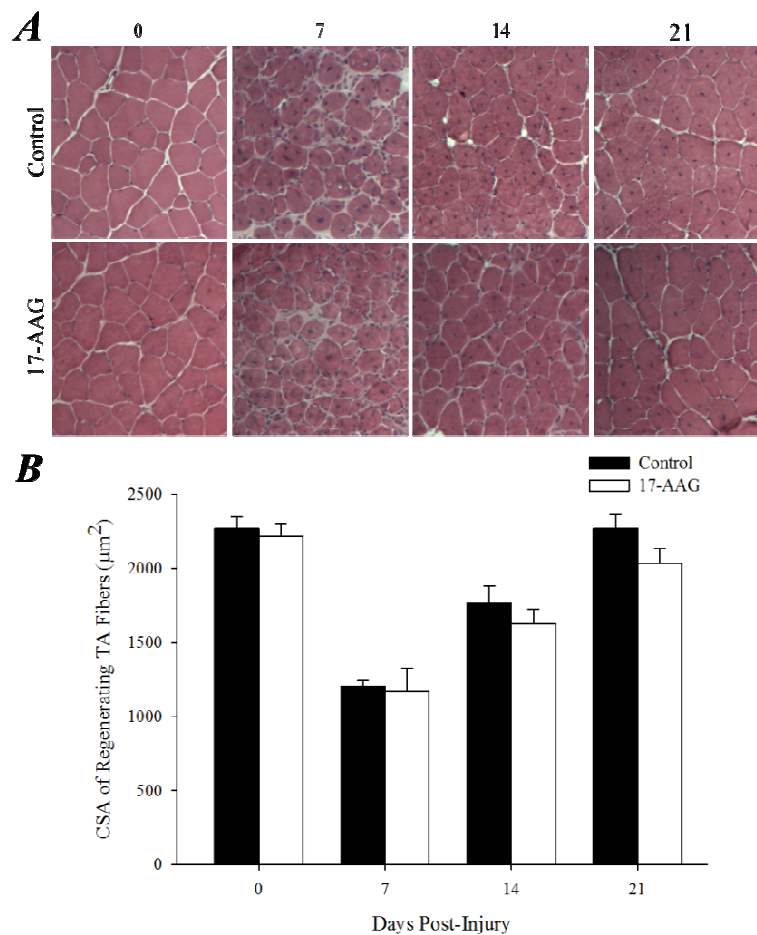 A
0 7 14 21
Control
17-AAG
B
Control
17-AAG
CSA of Regenerating TA Fibers (µm²)
2500
2000
1500
1000
500
0
0 7 14 21
Days Post-Injury